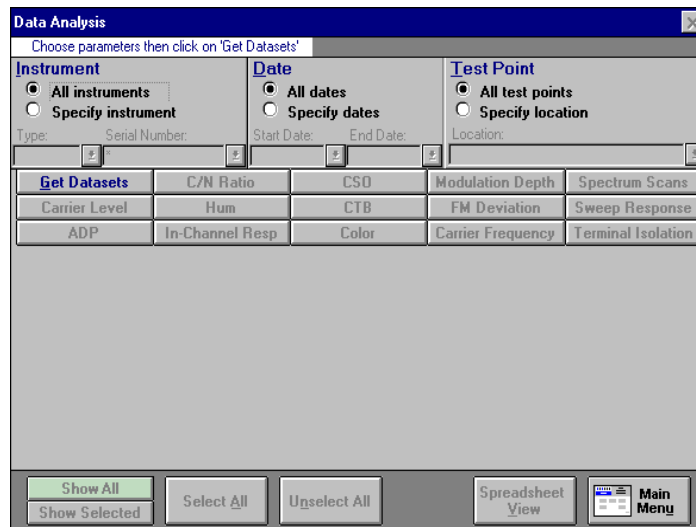 Data Analysis
Choose parameters then click on 'Get Datasets'
Instrument Date Test Point
All instruments All dates All test points
Specify instrument Specify dates Specify location
Type: Serial Number: Start Date: End Date: Location:
*
Get Datasets C/N Ratio CSO Modulation Depth Spectrum Scans
Carrier Level Hum CTB FM Deviation Sweep Response
ADP In-Channel Resp Color Carrier Frequency Terminal Isolation
Show All
Show Selected
Select All
Unselect All
Spreadsheet
View
Main
Menu